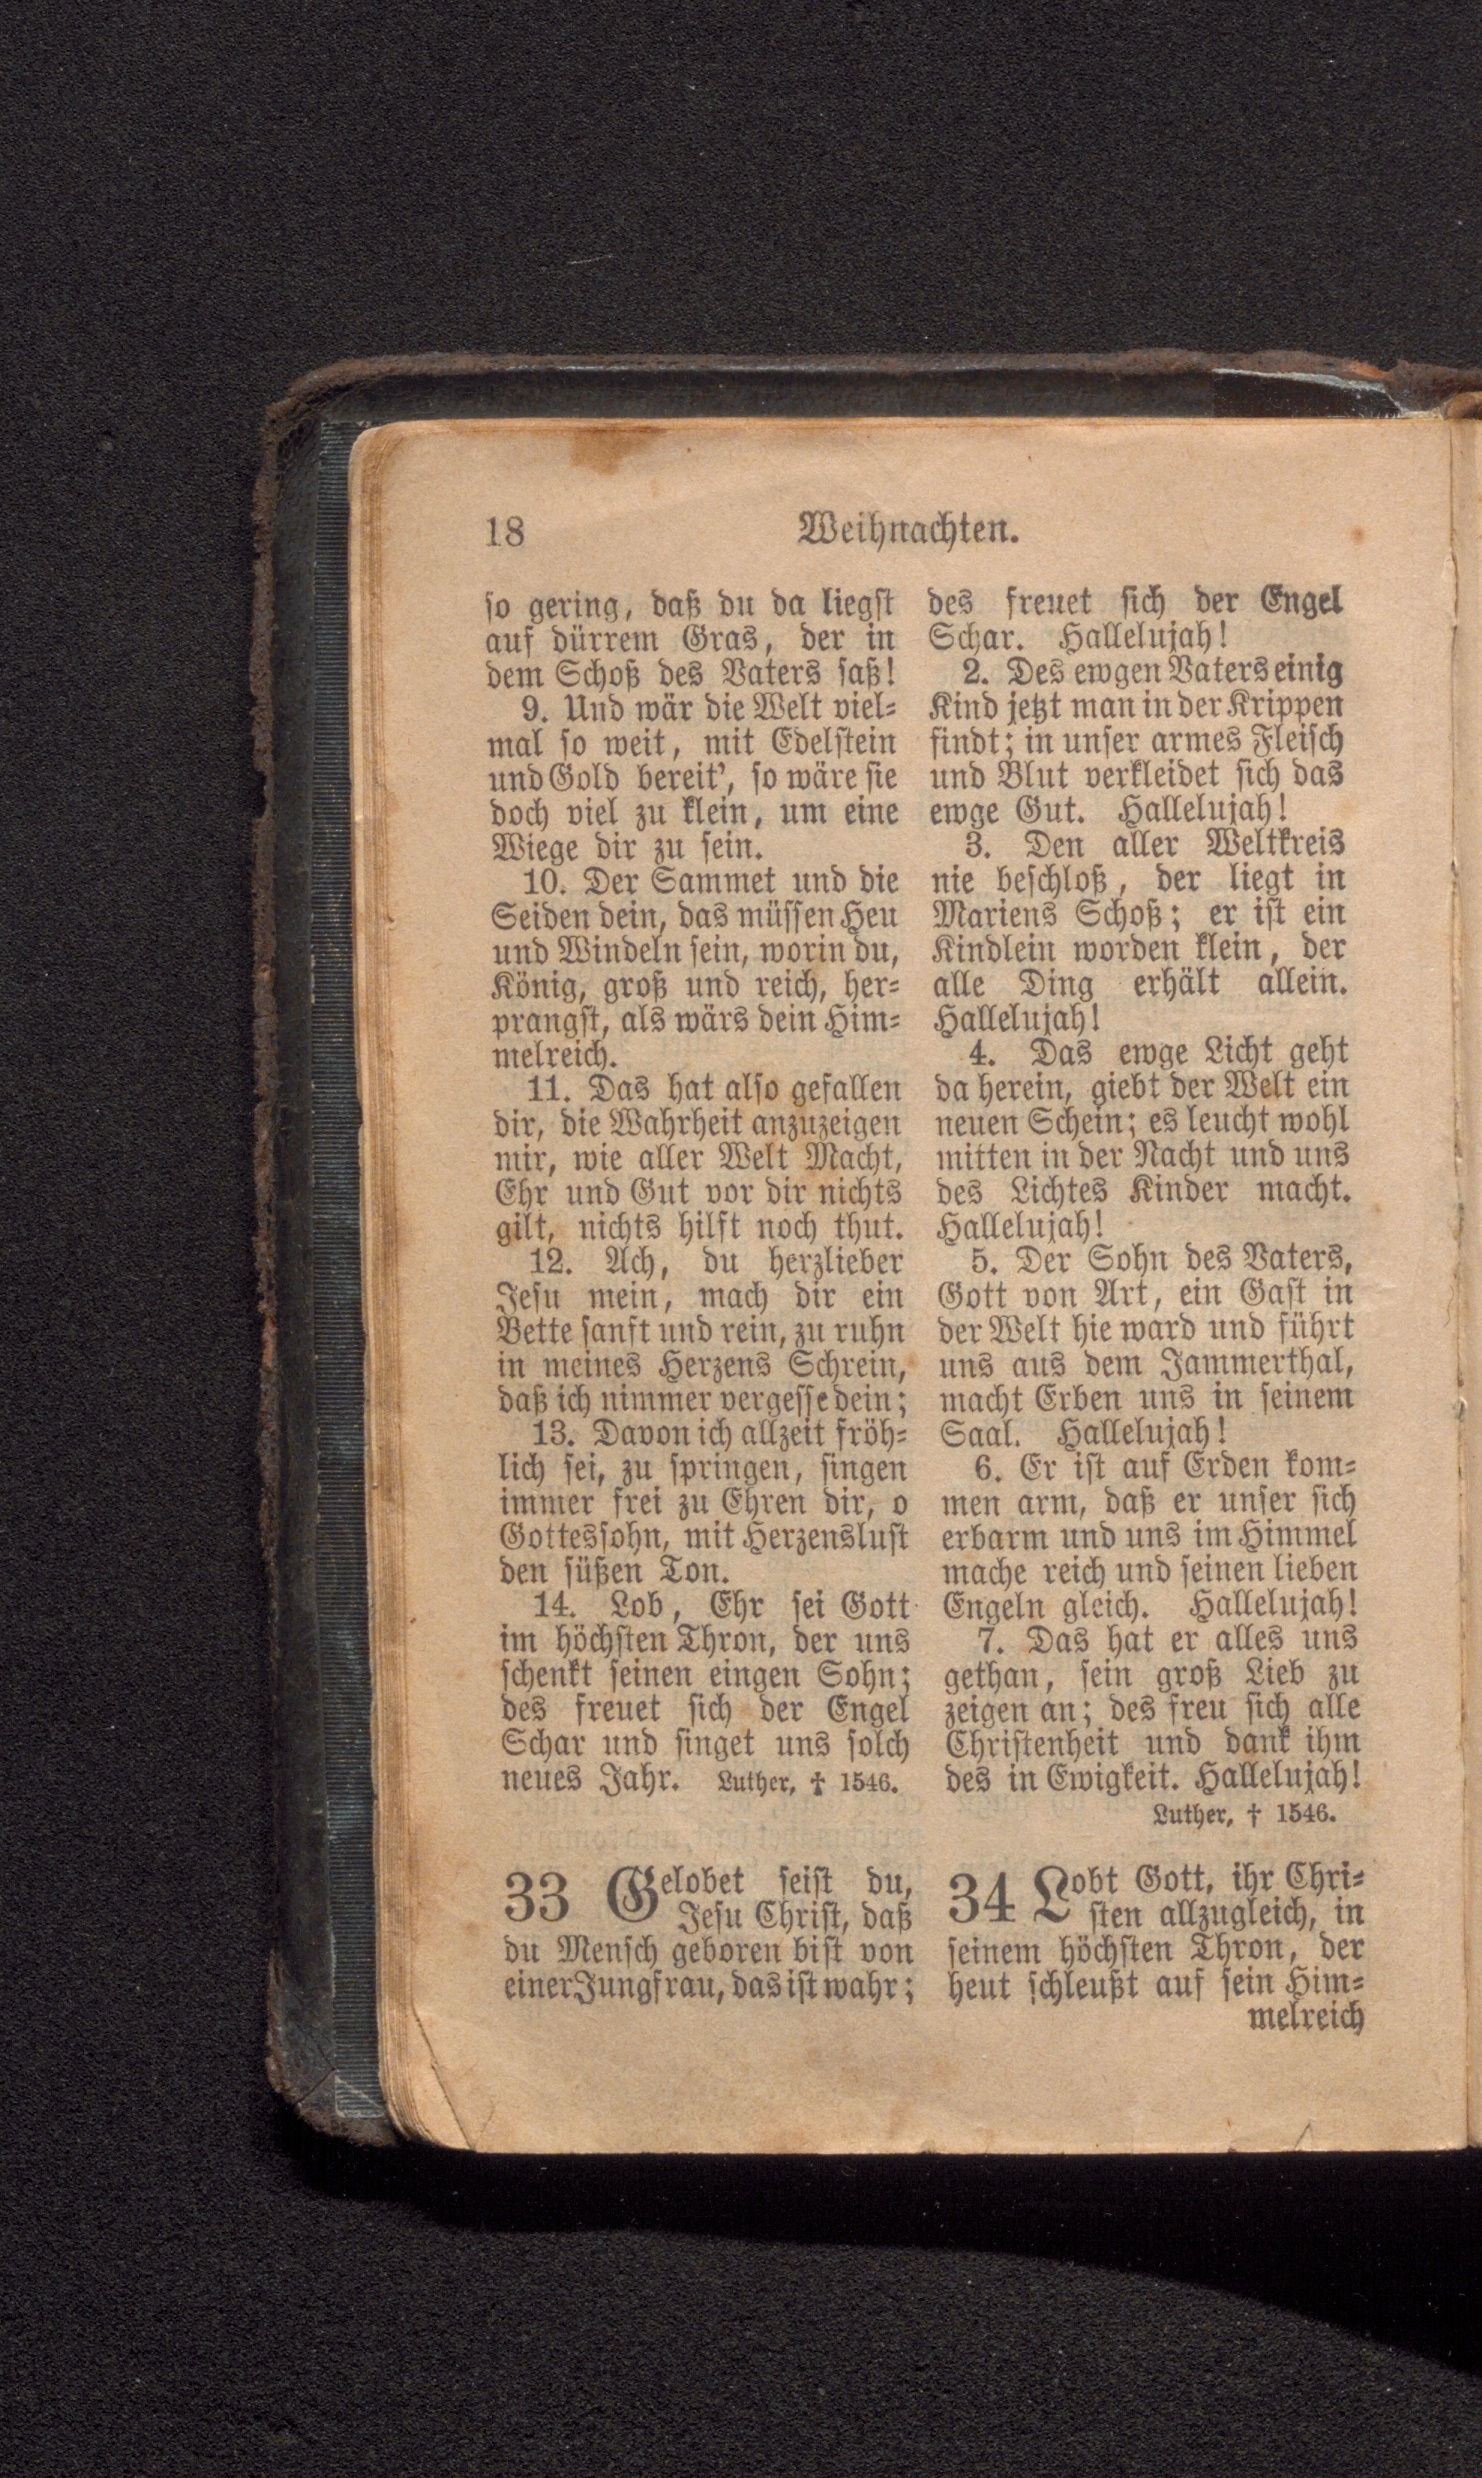 18
Weihnachten.
so gering, daß du da liegst
auf dürrem Gras, der in
dem Schoß des Vaters saß!
9. Und wär die Welt viel-
mal so weit, mit Edelstein
und Gold bereit’, so wäre sie
doch viel zu klein, um eine
Wiege dir zu sein.
10. Der Sammet und die
Seiden dein, das müssen Heu
und Windeln sein, worin du,
König, groß und reich, her-
prangst, als wärs dein Him-
melreich.
11. Das hat also gefallen
dir, die Wahrheit anzuzeigen
mir, wie aller Welt Macht,
Ehr und Gut vor dir nichts
gilt, nichts hilft noch thut.
12. Ach, du herzlieber
Jesu mein, mach dir ein
Bette sanft und rein, zu ruhn
in meines Herzens Schrein,
daß ich nimmer vergesse dein;
13. Davon ich allzeit fröh-
lich sei, zu springen, singen
immer frei zu Ehren dir, o
Gottessohn, mit Herzenslust
den süßen Ton.
14. Lob, Ehr sei Gott
im höchsten Thron, der uns
schenkt seinen eingen Sohn;
des freuet sich der Engel
Schar und singet uns solch
neues Jahr. Luther, † 1546.
33 Gelobet seist du,
Jesu Christ, daß
du Mensch geboren bist von
einer Jungfrau, das ist wahr;
des freuet sich der Engel
Schar. Hallelujah!
2. Des ewgen Vaters einig
Kind jetzt man in der Krippen
findt; in unser armes Fleisch
und Blut verkleidet sich das
ewge Gut. Hallelujah!
3. Den aller Weltkreis
nie beschloß, der liegt in
Mariens Schoß; er ist ein
Kindlein worden klein, der
alle Ding erhält allein.
Hallelujah!
4. Das ewge Licht geht
da herein, giebt der Welt ein
neuen Schein; es leucht wohl
mitten in der Nacht und uns
des Lichtes Kinder macht.
Hallelujah!
5. Der Sohn des Vaters,
Gott von Art, ein Gast in
der Welt hie ward und führt
uns aus dem Jammerthal,
macht Erben uns in seinem
Saal. Hallelujah!
6. Er ist auf Erden kom-
men arm, daß er unser sich
erbarm und uns im Himmel
mache reich und seinen lieben
Engeln gleich. Hallelujah!
7. Das hat er alles uns
gethan, sein groß Lieb zu
zeigen an; des freu sich alle
Christenheit und dank ihm
des in Ewigkeit. Hallelujah!
Luther, † 1546.
34 Lobt Gott, ihr Chri-
sten allzugleich, in
seinem höchsten Thron, der
heut schleußt auf sein Him-
melreich